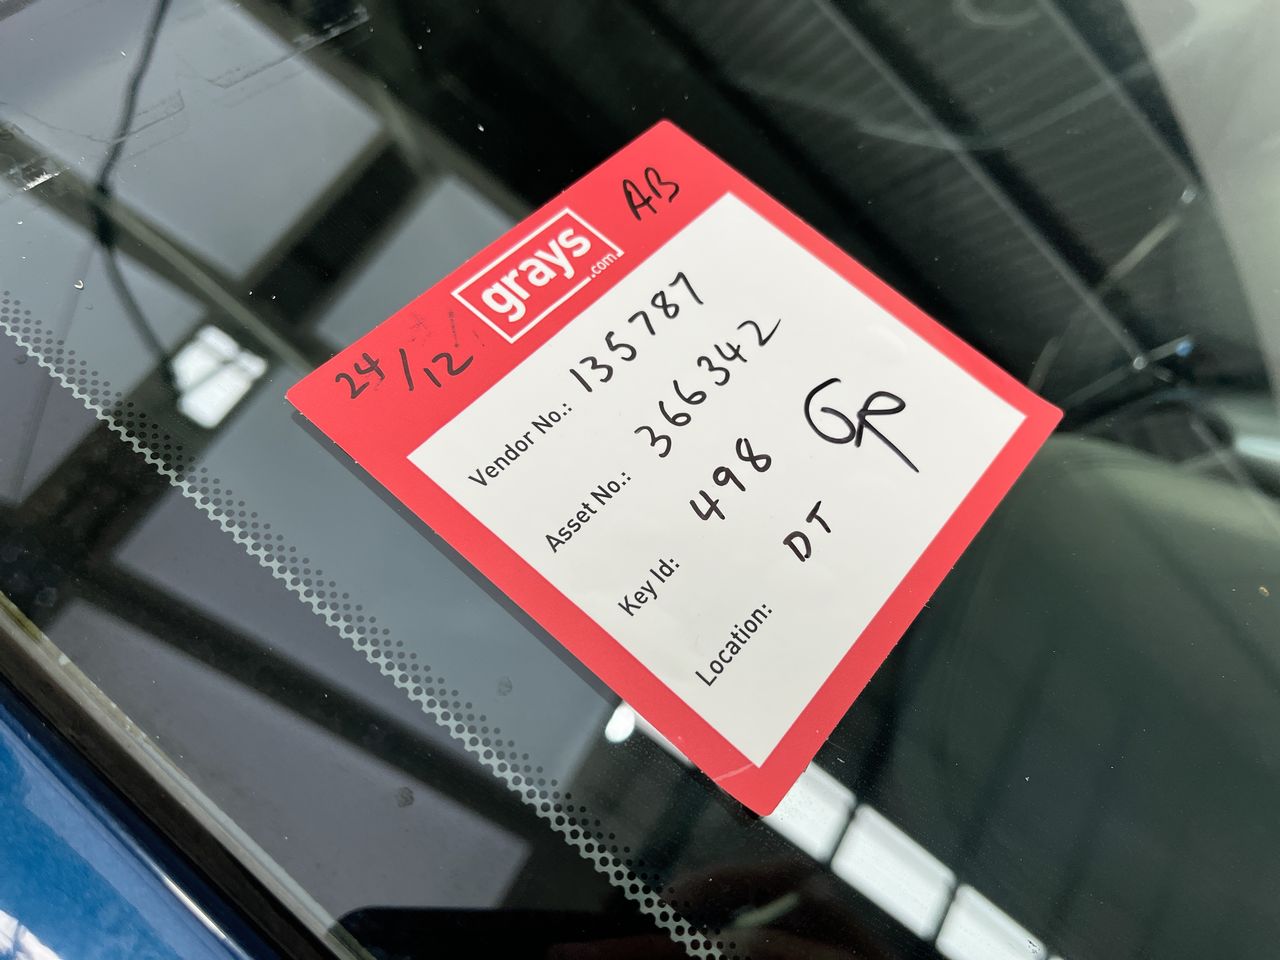 24/12
grays
.com
AB
Vendor No.: 135787
Asset No.: 366342
Key Id: 498 Gp
Location: DT